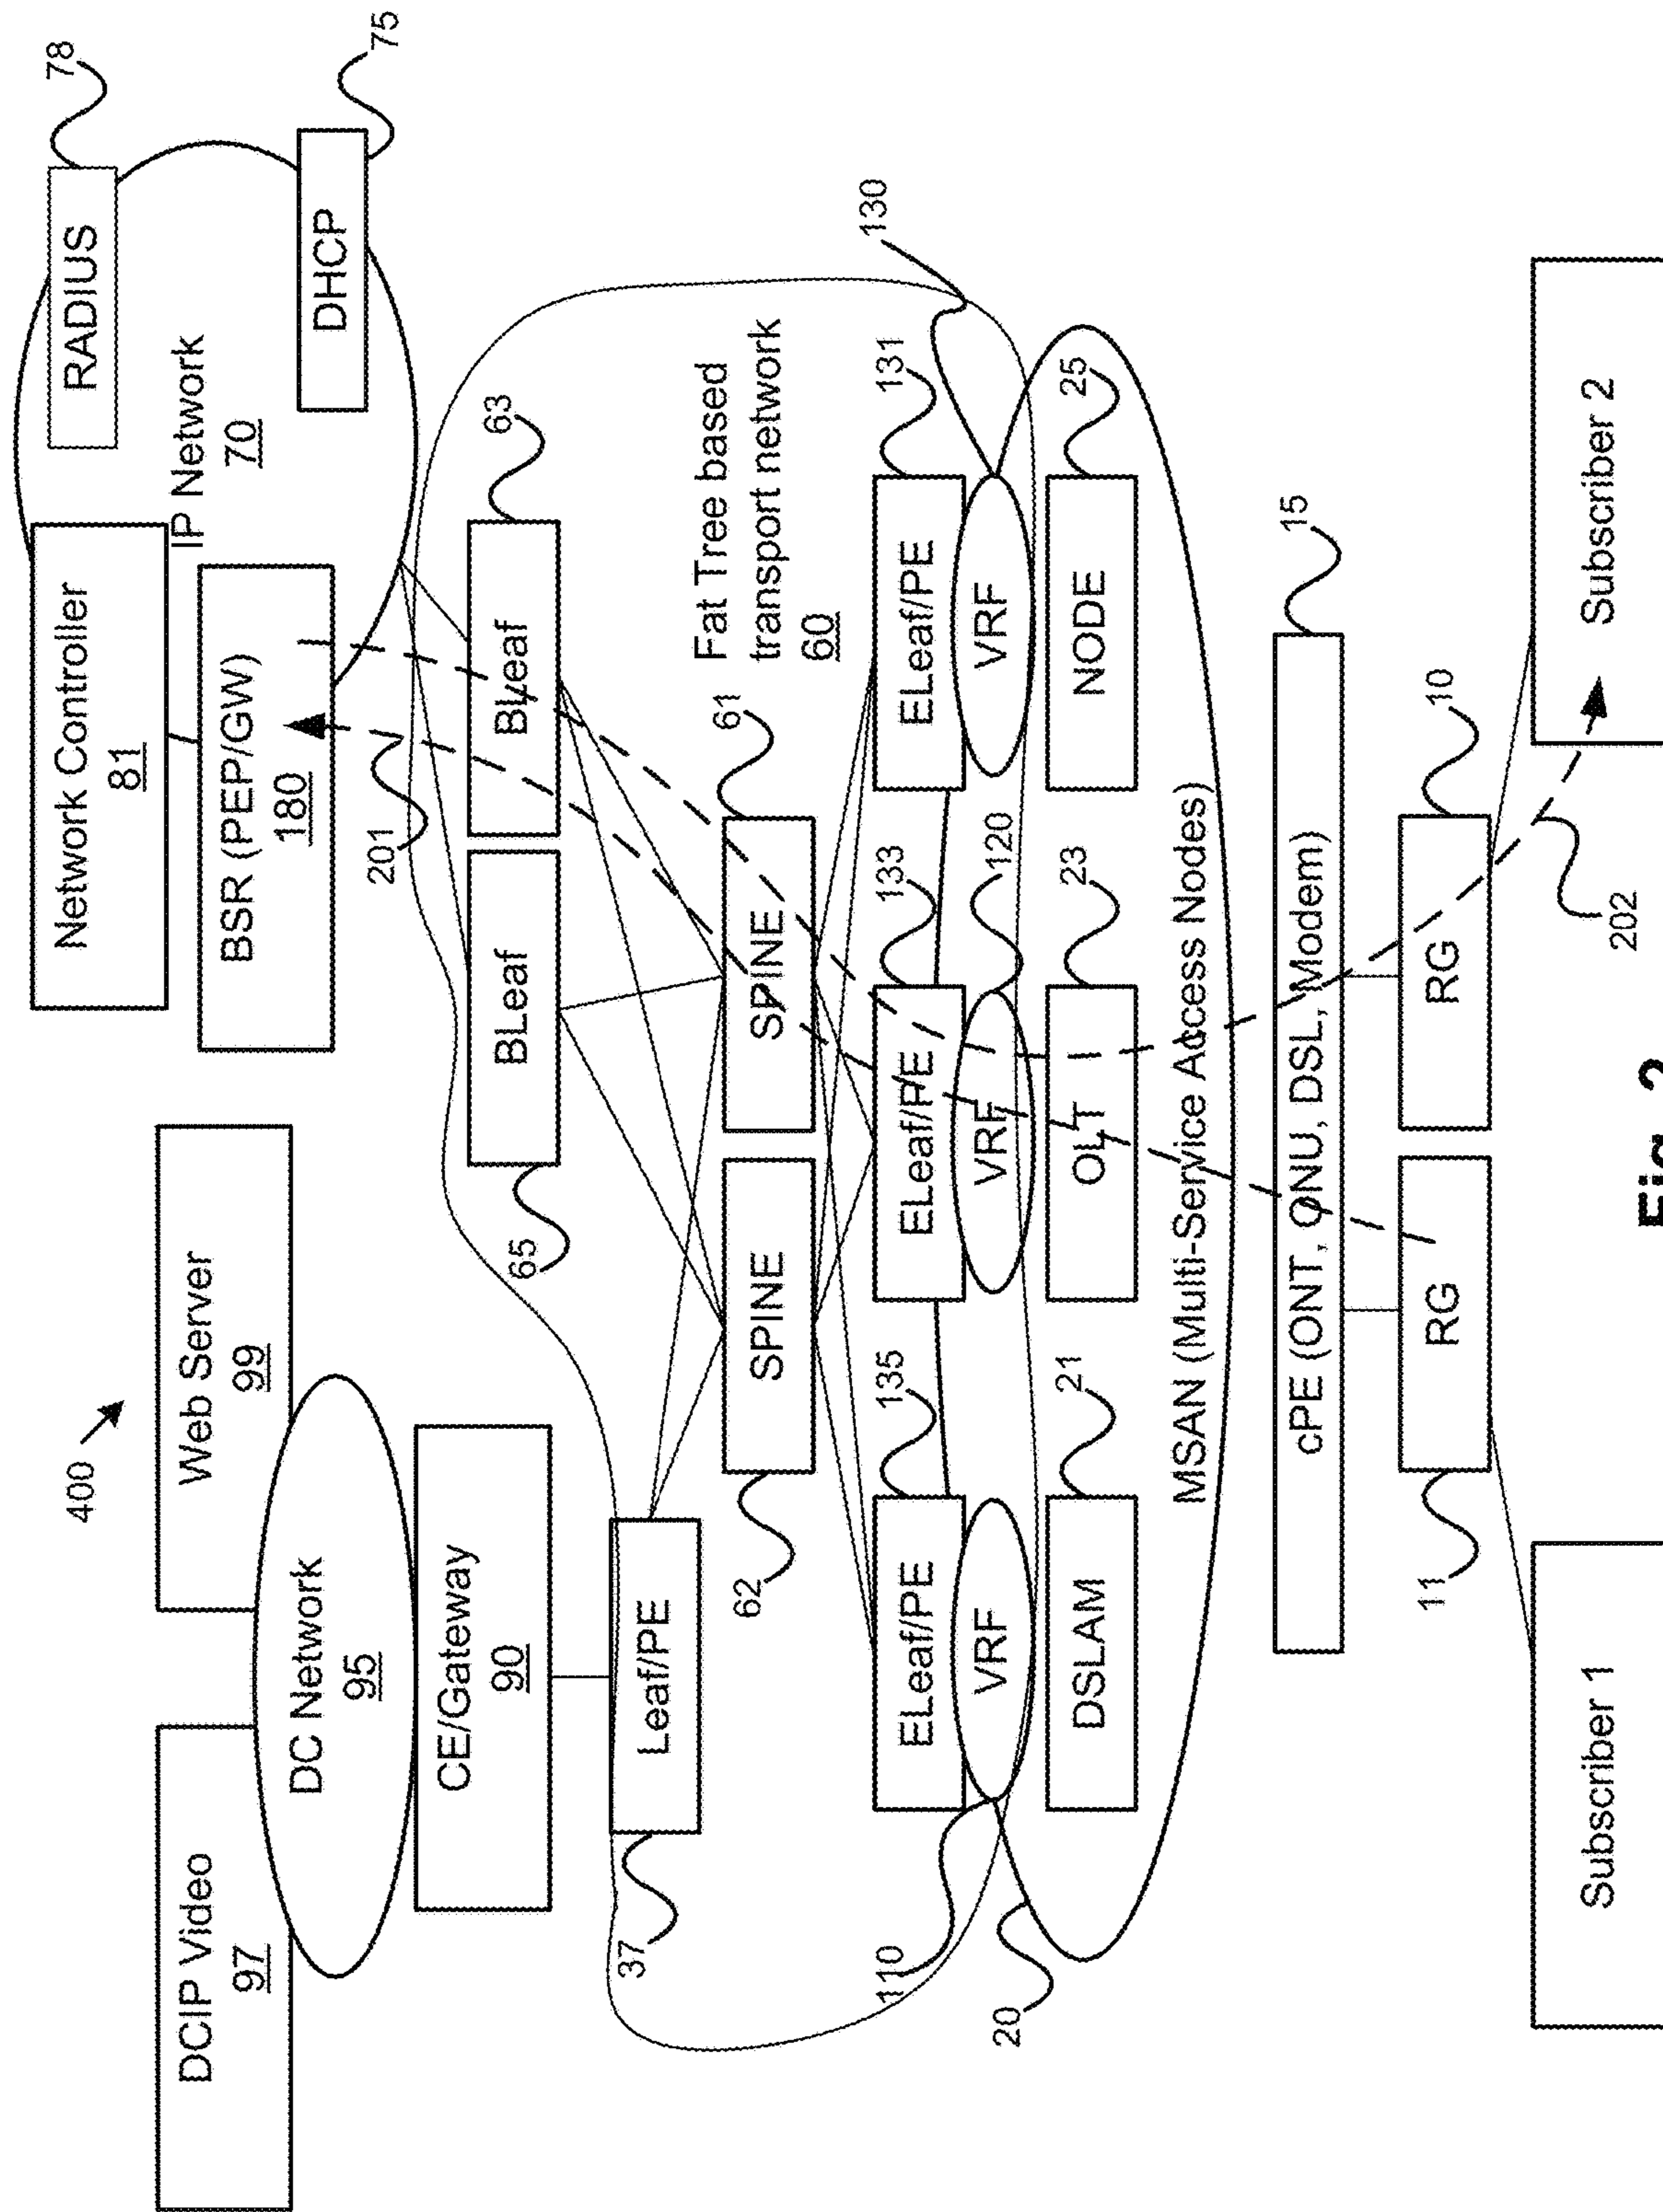 400
DCIP Video
97
Web Server
99
DC Network
95
CE/Gateway
90
Leaf/PE
37
Network Controller
81
BSR (PEP/GW)
180
RADIUS
78
IP Network
70
DHCP
75
201
BLeaf
65
BLeaf
63
SPINE
62
SPINE
61
Fat Tree based
transport network
60
ELeaf/PE
135
ELeaf/PE
133
ELeaf/PE
131
130
VRF
110
VRF
120
VRF
20
DSLAM
21
OLT
23
NODE
25
MSAN (Multi-Service Access Nodes)
cPE (ONT, ONU, DSL, Modem)
15
RG
11
RG
10
202
Subscriber 1
Subscriber 2